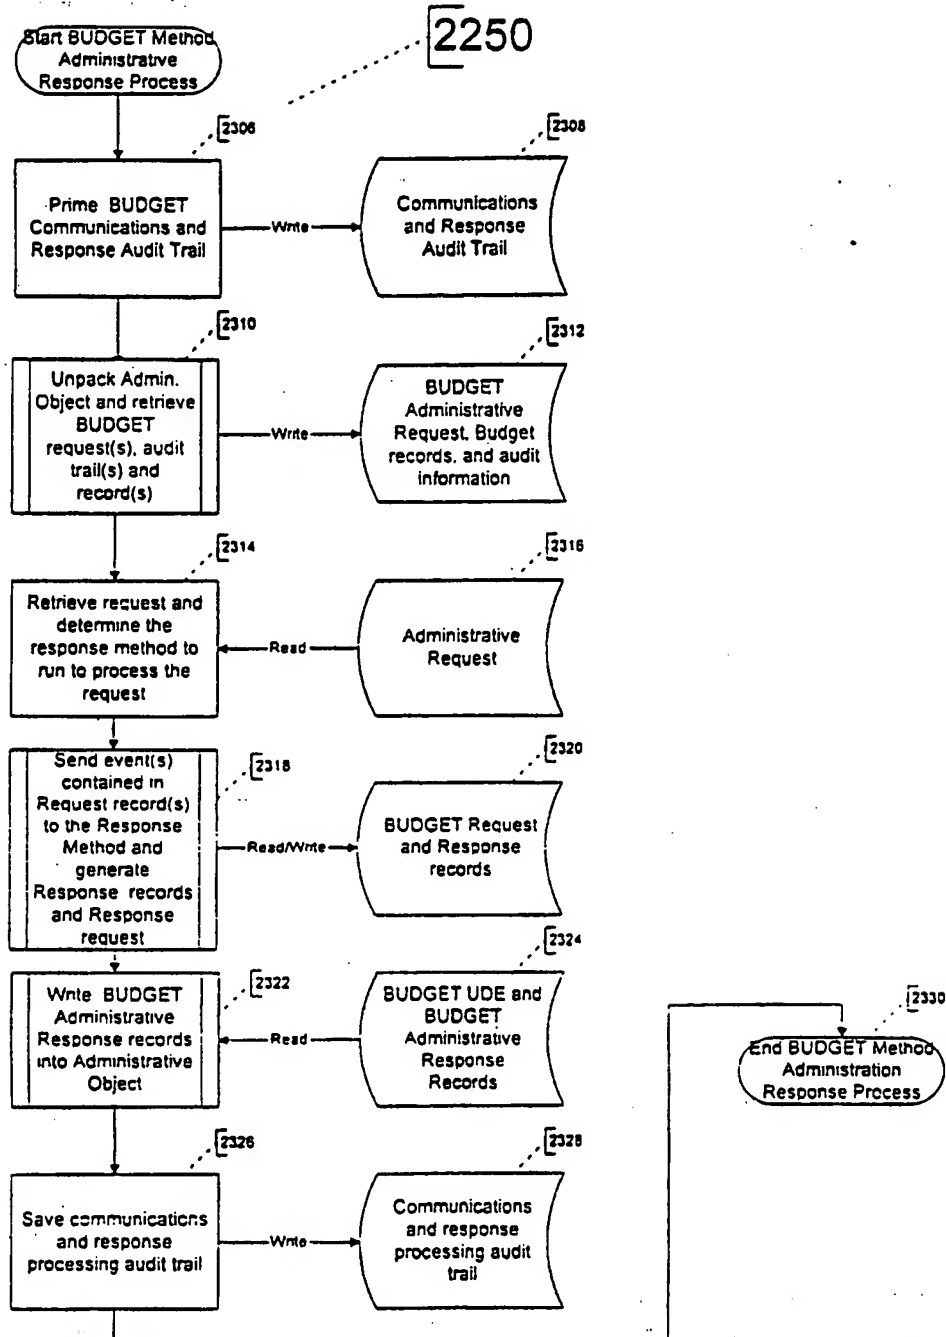 2250
Start BUDGET Method
Administrative
Response Process
2306
Prime BUDGET
Communications and
Response Audit Trail
Write
2308
Communications
and Response
Audit Trail
2310
Unpack Admin.
Object and retrieve
BUDGET
request(s), audit
trail(s) and
record(s)
Write
2312
BUDGET
Administrative
Request, Budget
records, and audit
information
2314
Retrieve request and
determine the
response method to
run to process the
request
Read
2316
Administrative
Request
2318
Send event(s)
contained in
Request record(s)
to the Response
Method and
generate
Response records
and Response
request
Read/Write
2320
BUDGET Request
and Response
records
2322
Write BUDGET
Administrative
Response records
into Administrative
Object
Read
2324
BUDGET UDE and
BUDGET
Administrative
Response
Records
2326
Save communications
and response
processing audit trail
Write
2328
Communications
and response
processing audit
trail
2330
End BUDGET Method
Administration
Response Process